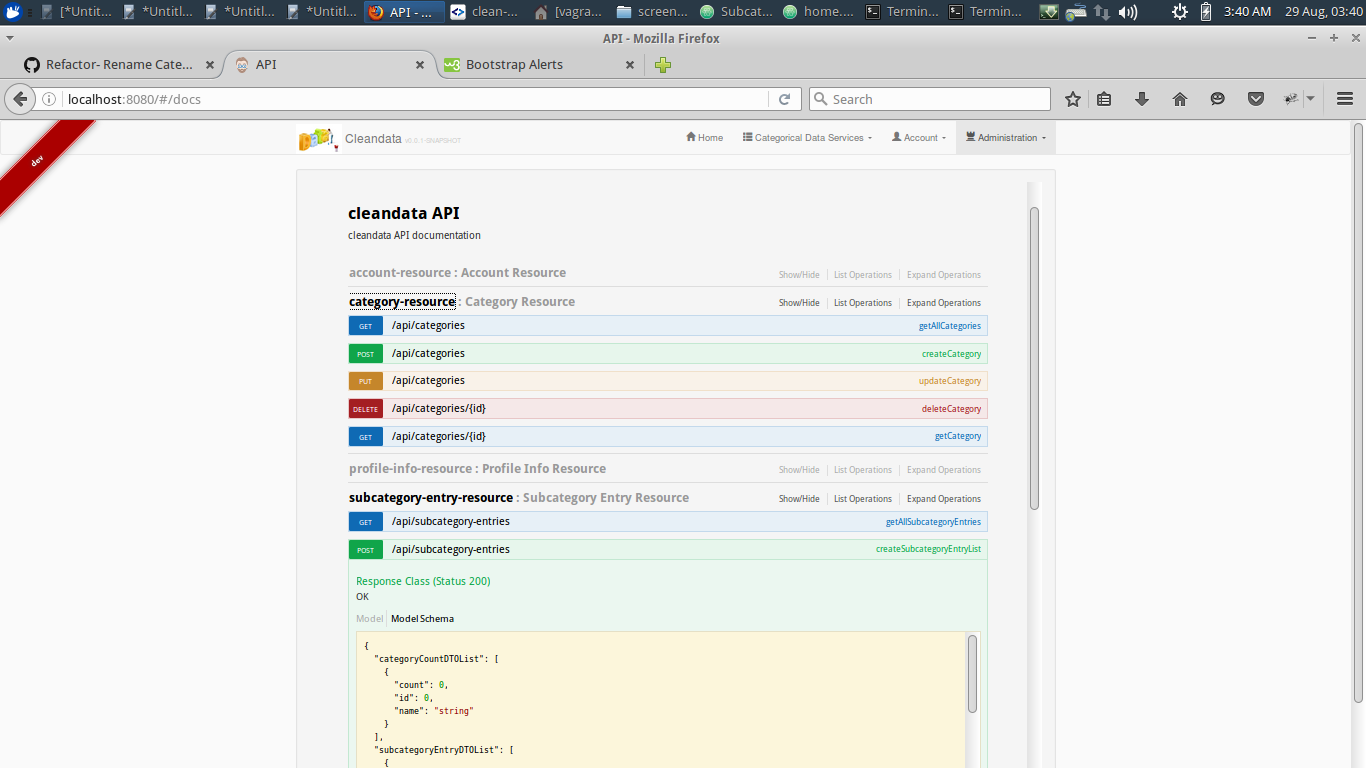 [*Untit... *Untitl... *Untitl... *Untitl... API - ... clean-... [vagra... screen... Subcat... home.... Termin... Termin... 3:40 AM 29 Aug, 03:40
API - Mozilla Firefox
Refactor- Rename Cate... API Bootstrap Alerts
localhost:8080/#/docs Search
dev
Cleandata v0.0.1-SNAPSHOT Home Categorical Data Services Account Administration
cleandata API
cleandata API documentation
account-resource : Account Resource Show/Hide List Operations Expand Operations
category-resource : Category Resource Show/Hide List Operations Expand Operations
GET /api/categories getAllCategories
POST /api/categories createCategory
PUT /api/categories updateCategory
DELETE /api/categories/{id} deleteCategory
GET /api/categories/{id} getCategory
profile-info-resource : Profile Info Resource Show/Hide List Operations Expand Operations
subcategory-entry-resource : Subcategory Entry Resource Show/Hide List Operations Expand Operations
GET /api/subcategory-entries getAllSubcategoryEntries
POST /api/subcategory-entries createSubcategoryEntryList
Response Class (Status 200)
OK
Model Model Schema
{
"categoryCountDTOList": [
{
"count": 0,
"id": 0,
"name": "string"
}
],
"subcategoryEntryDTOList": [
{